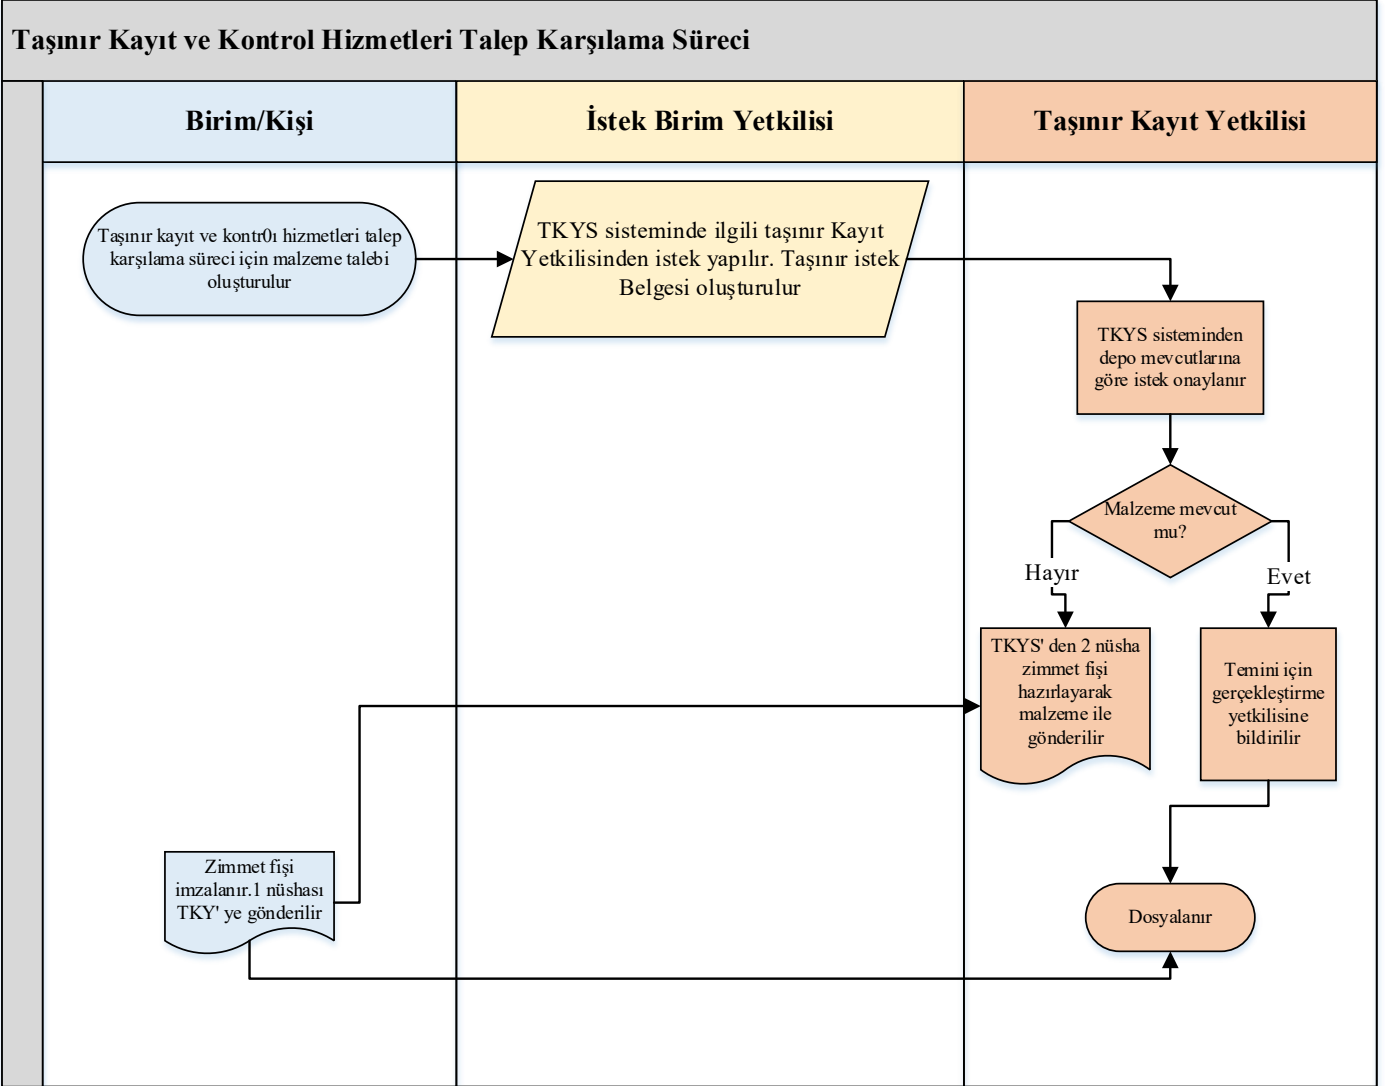 Taşınır Kayıt ve Kontrol Hizmetleri Talep Karşılama Süreci
Birim/Kişi
İstek Birim Yetkilisi
Taşınır Kayıt Yetkilisi
Taşınır kayıt ve kontr0ı hizmetleri talep
karşılama süreci için malzeme talebi
oluşturulur
TKYS sisteminde ilgili taşınır Kayıt
Yetkilisinden istek yapılır. Taşınır istek
Belgesi oluşturulur
TKYS sisteminden
depo mevcutlarına
göre istek onaylanır
Malzeme mevcut
mu?
Hayır
Evet
TKYS' den 2 nüsha
zimmet fişi
hazırlayarak
malzeme ile
gönderilir
Temini için
gerçekleştirme
yetkilisine
bildirilir
Zimmet fişi
imzalanır.1 nüshası
TKY' ye gönderilir
Dosyalanır